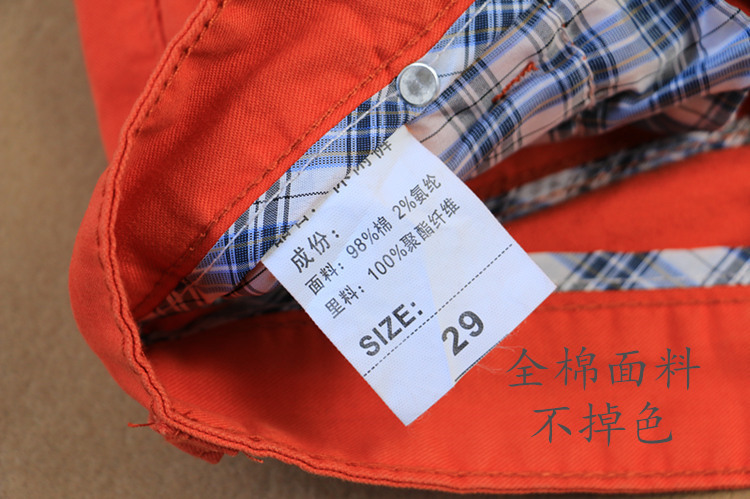 成份：
面料：98%棉 2%氨纶
里料：100%聚酯纤维
SIZE: 29
全棉面料
不掉色